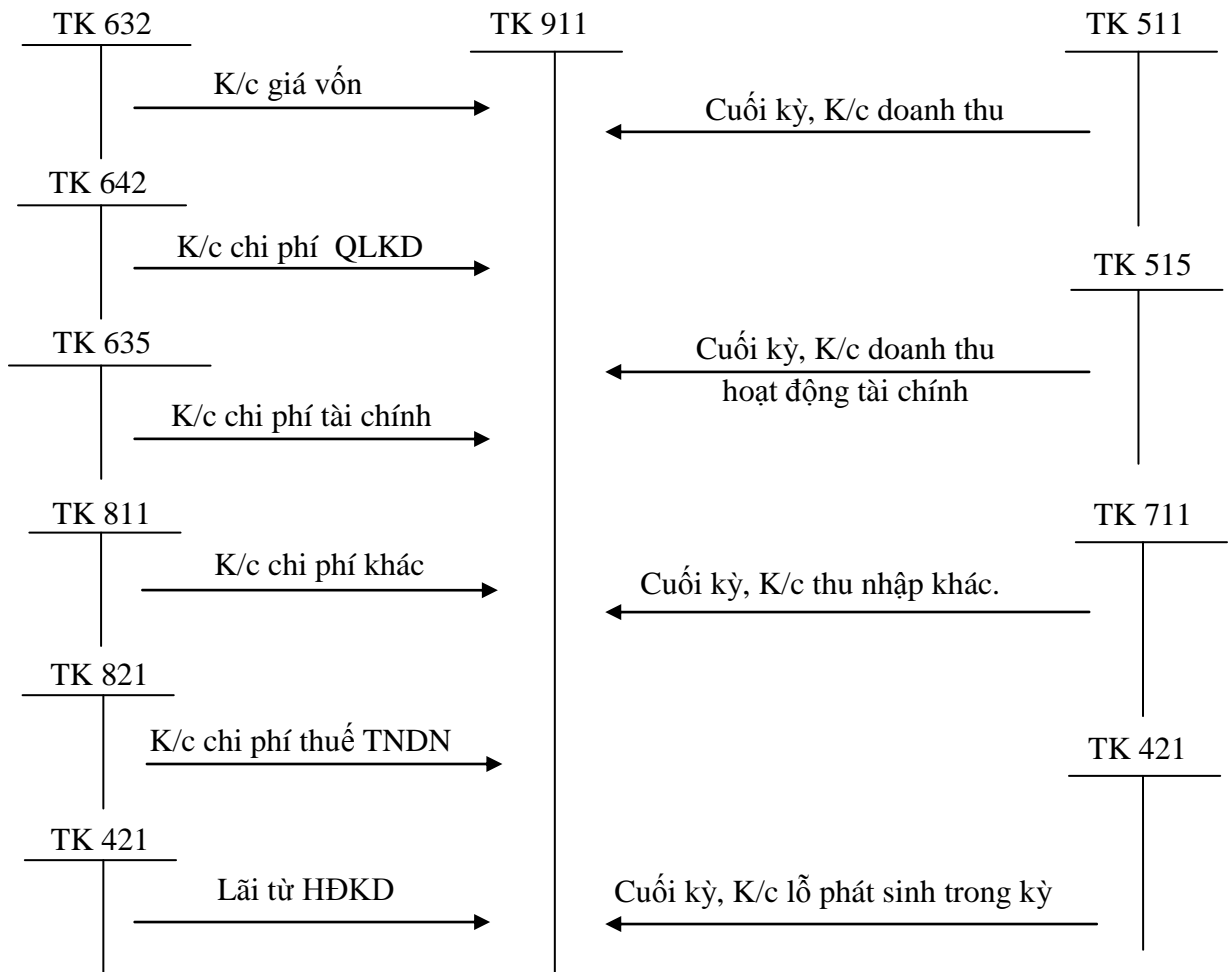 TK 632
TK 911
TK 511
K/c giá vốn
Cuối kỳ, K/c doanh thu
TK 642
K/c chi phí QLKD
TK 515
TK 635
Cuối kỳ, K/c doanh thu
hoạt động tài chính
K/c chi phí tài chính
TK 811
TK 711
K/c chi phí khác
Cuối kỳ, K/c thu nhập khác.
TK 821
K/c chi phí thuế TNDN
TK 421
TK 421
Lãi từ HĐKD
Cuối kỳ, K/c lỗ phát sinh trong kỳ